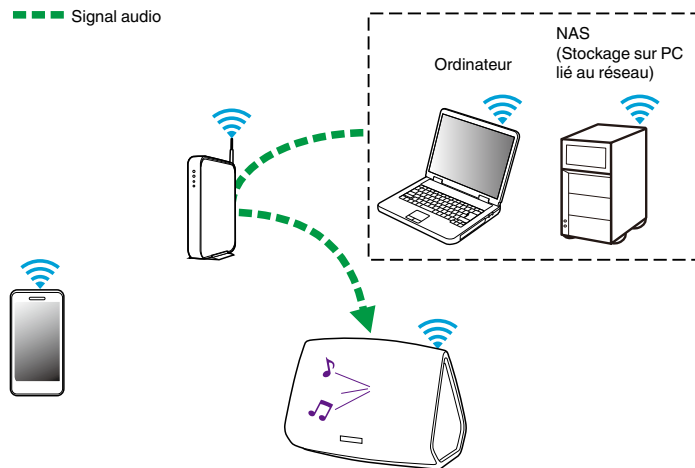 Signal audio
NAS
(Stockage sur PC
lié au réseau)
Ordinateur